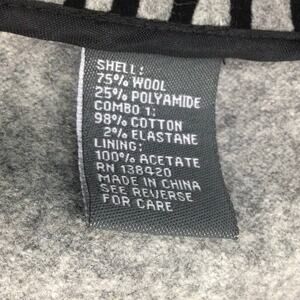 SHELL:
75% WOOL
25% POLYAMIDE
COMBO 1:
98% COTTON
2% ELASTANE
LINING:
100% ACETATE
RN 138420
MADE IN CHINA
SEE REVERSE
FOR CARE